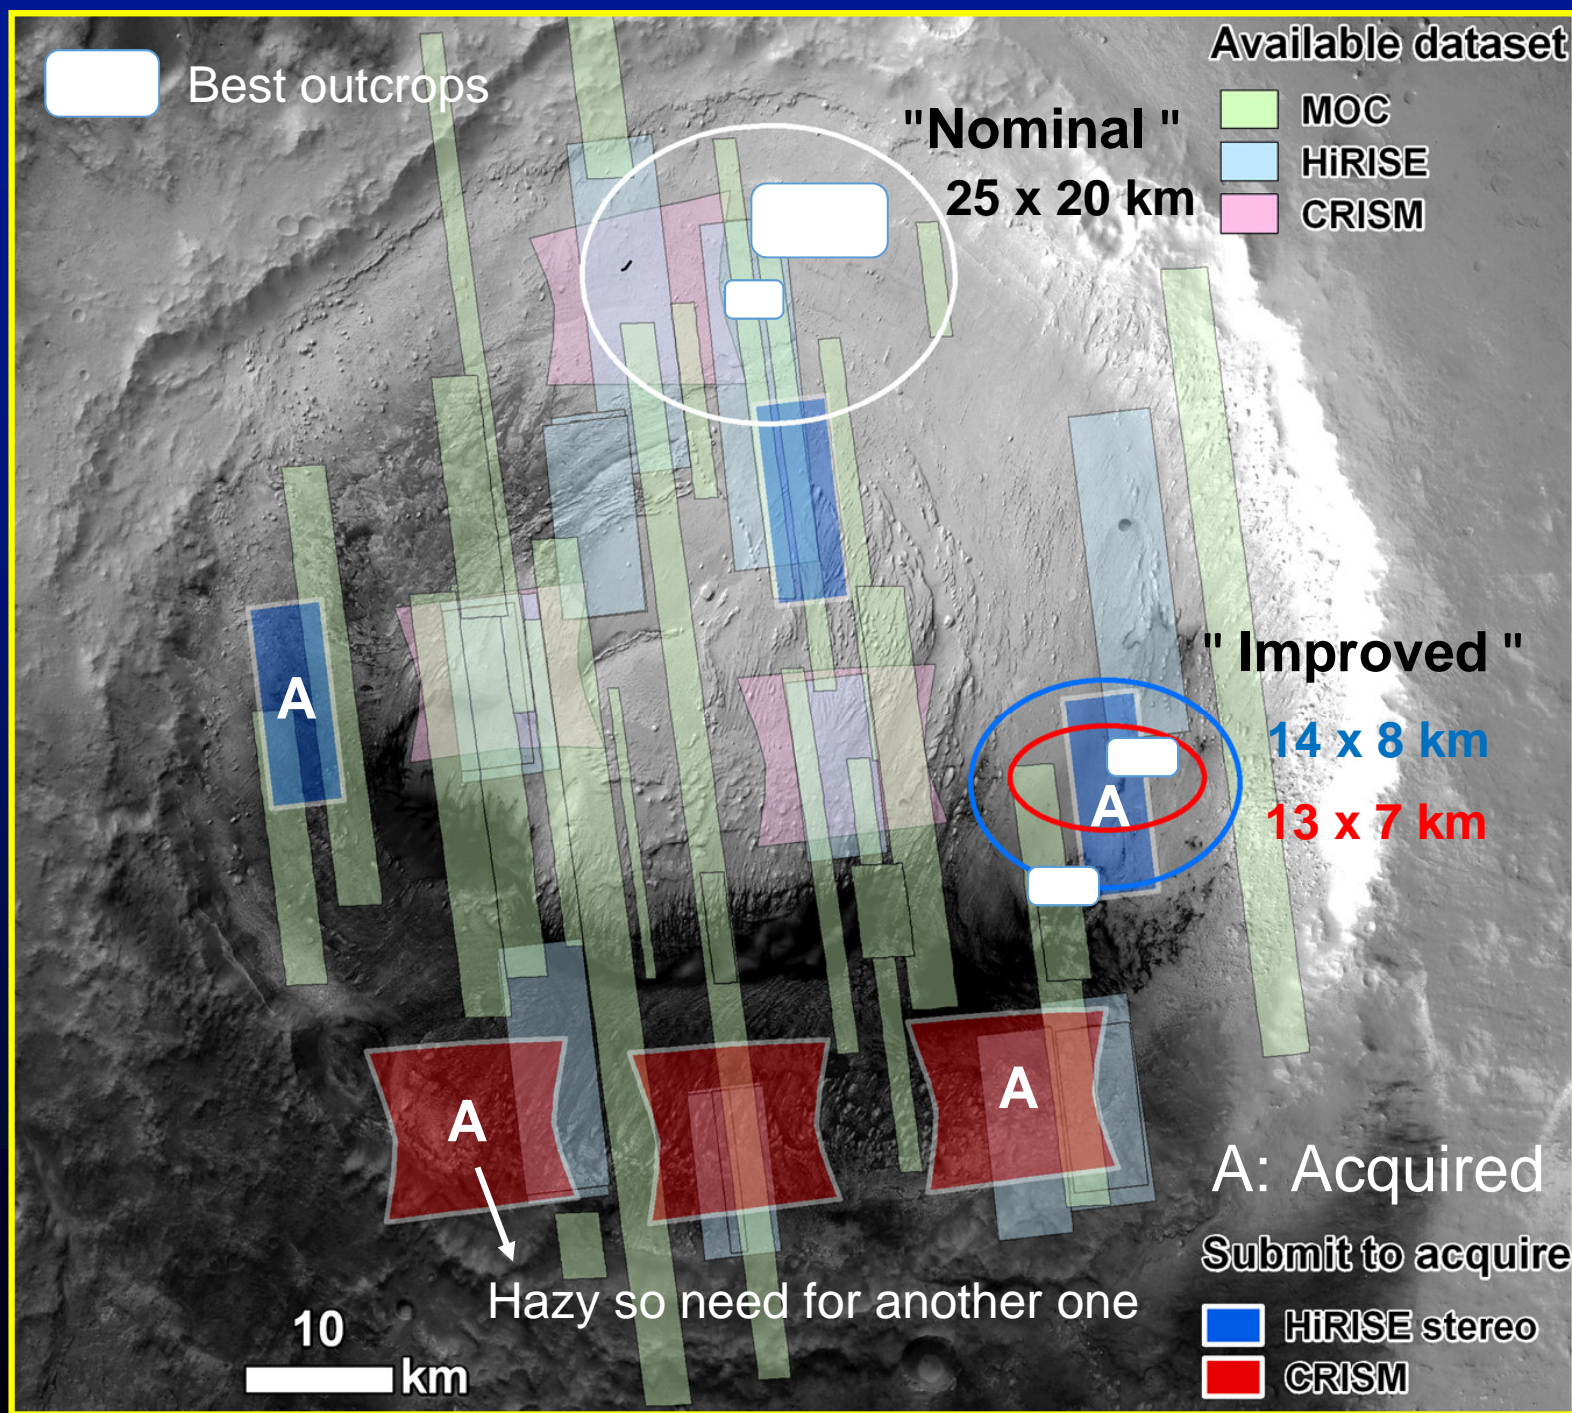 Best outcrops
Available dataset
MOC
HiRISE
CRISM
"Nominal "
25 x 20 km
" Improved "
14 x 8 km
13 x 7 km
A
A
A
A
A: Acquired
Submit to acquire
HiRISE stereo
CRISM
Hazy so need for another one
10
km